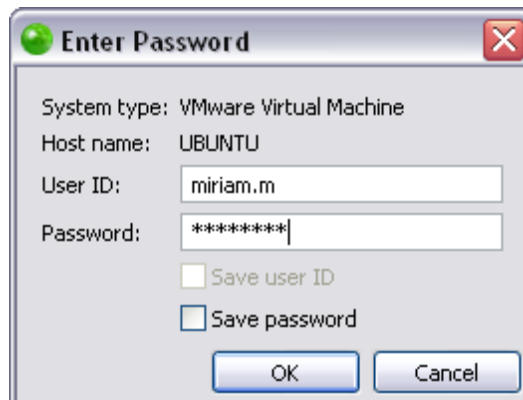 Enter Password
System type: VMware Virtual Machine
Host name: UBUNTU
User ID: miriam.m
Password: ********
Save user ID
Save password
OK Cancel